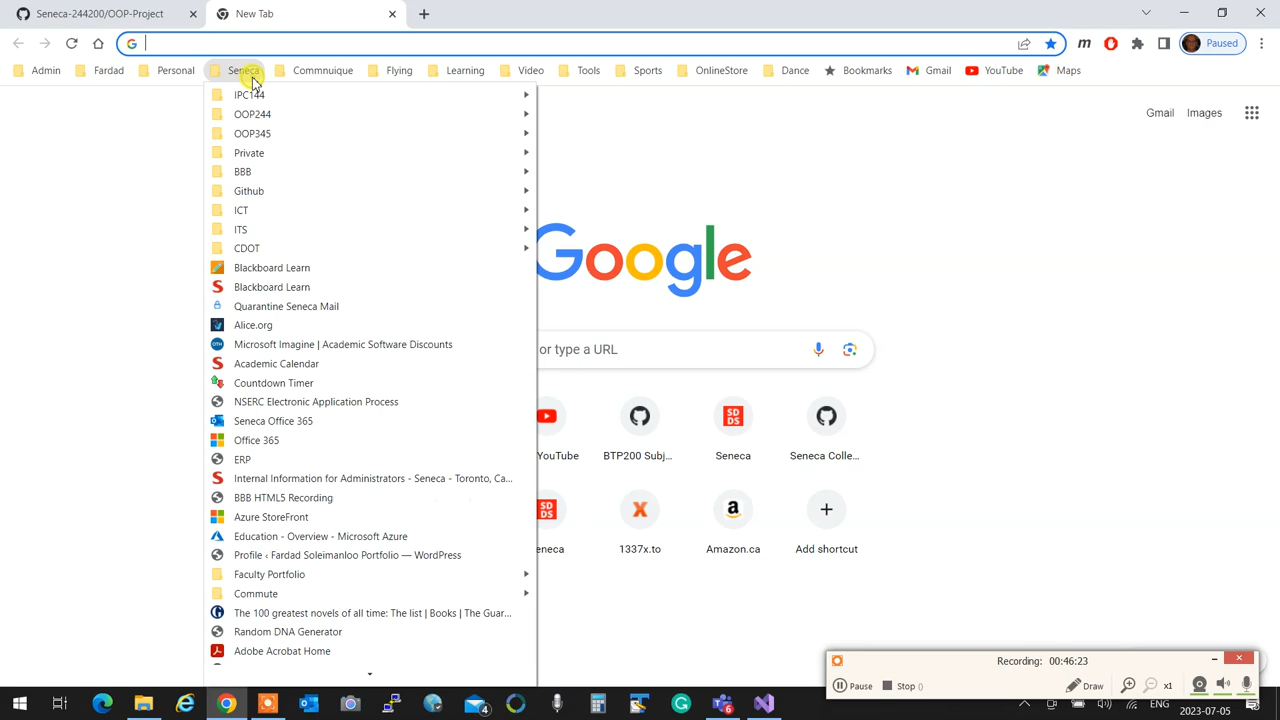 Seneca-244200/OOP-Project
New Tab
Paused
Admin
Fardad
Personal
Seneca
Commnuique
Flying
Learning
Video
Tools
Sports
OnlineStore
Dance
Bookmarks
Gmail
YouTube
Maps
Gmail
Images
IPC144
OOP244
OOP345
Private
BBB
Github
ICT
ITS
CDOT
Blackboard Learn
Blackboard Learn
Quarantine Seneca Mail
Alice.org
Microsoft Imagine | Academic Software Discounts
Academic Calendar
Countdown Timer
NSERC Electronic Application Process
Seneca Office 365
Office 365
ERP
Internal Information for Administrators - Seneca - Toronto, Ca...
BBB HTML5 Recording
Azure StoreFront
Education - Overview - Microsoft Azure
Profile ‹ Fardad Soleimanloo Portfolio — WordPress
Faculty Portfolio
Commute
The 100 greatest novels of all time: The list | Books | The Guar...
Random DNA Generator
Adobe Acrobat Home
Google
or type a URL
YouTube
BTP200 Subj...
Seneca
Seneca Colle...
SDDS
SDDS
eneca
1337x.to
Amazon.ca
Add shortcut
Recording: 00:46:23
Pause
Stop ()
Draw
x1
ENG
2023-07-05